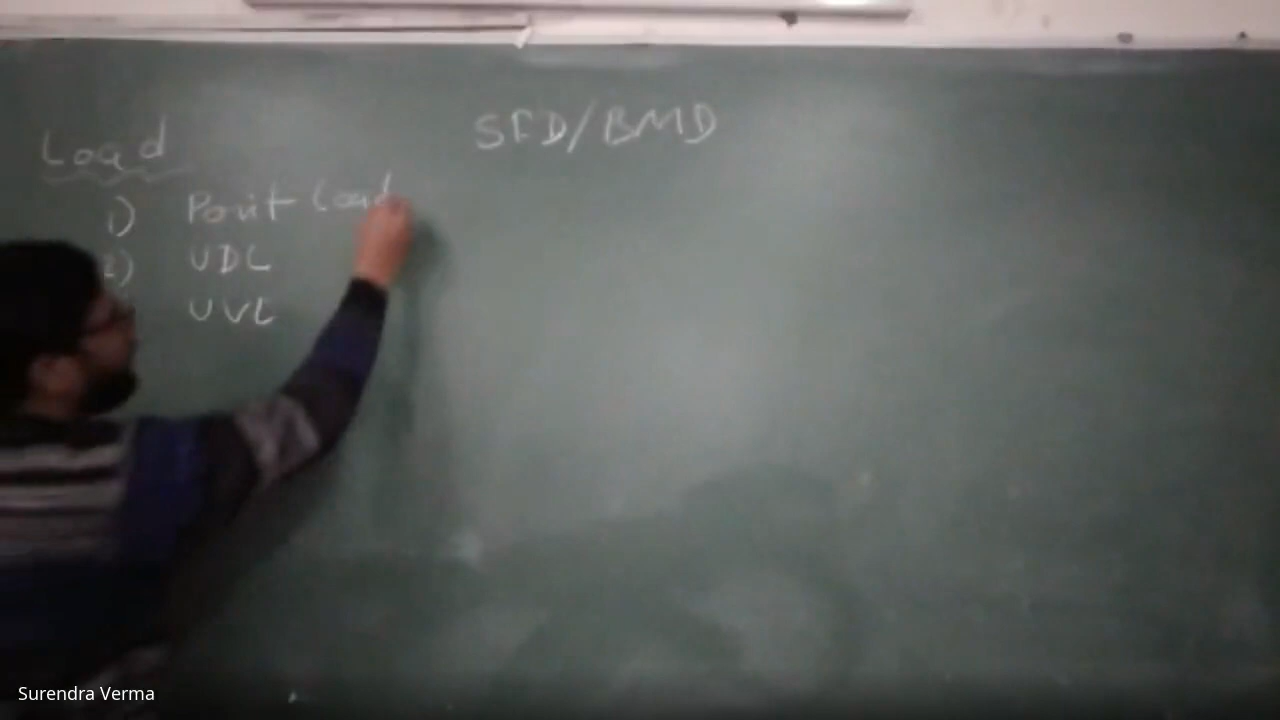 SFD/BMD
Load
1) Point Load
2) UDL
UVL
Surendra Verma